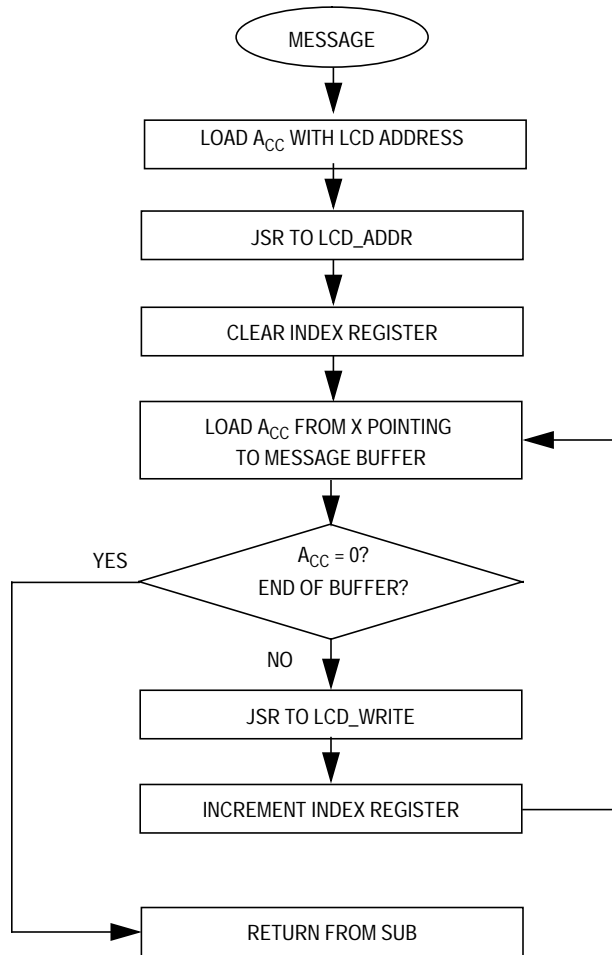 MESSAGE
LOAD ACC WITH LCD ADDRESS
JSR TO LCD_ADDR
CLEAR INDEX REGISTER
LOAD ACC FROM X POINTING
TO MESSAGE BUFFER
YES
ACC = 0?
END OF BUFFER?
NO
JSR TO LCD_WRITE
INCREMENT INDEX REGISTER
RETURN FROM SUB